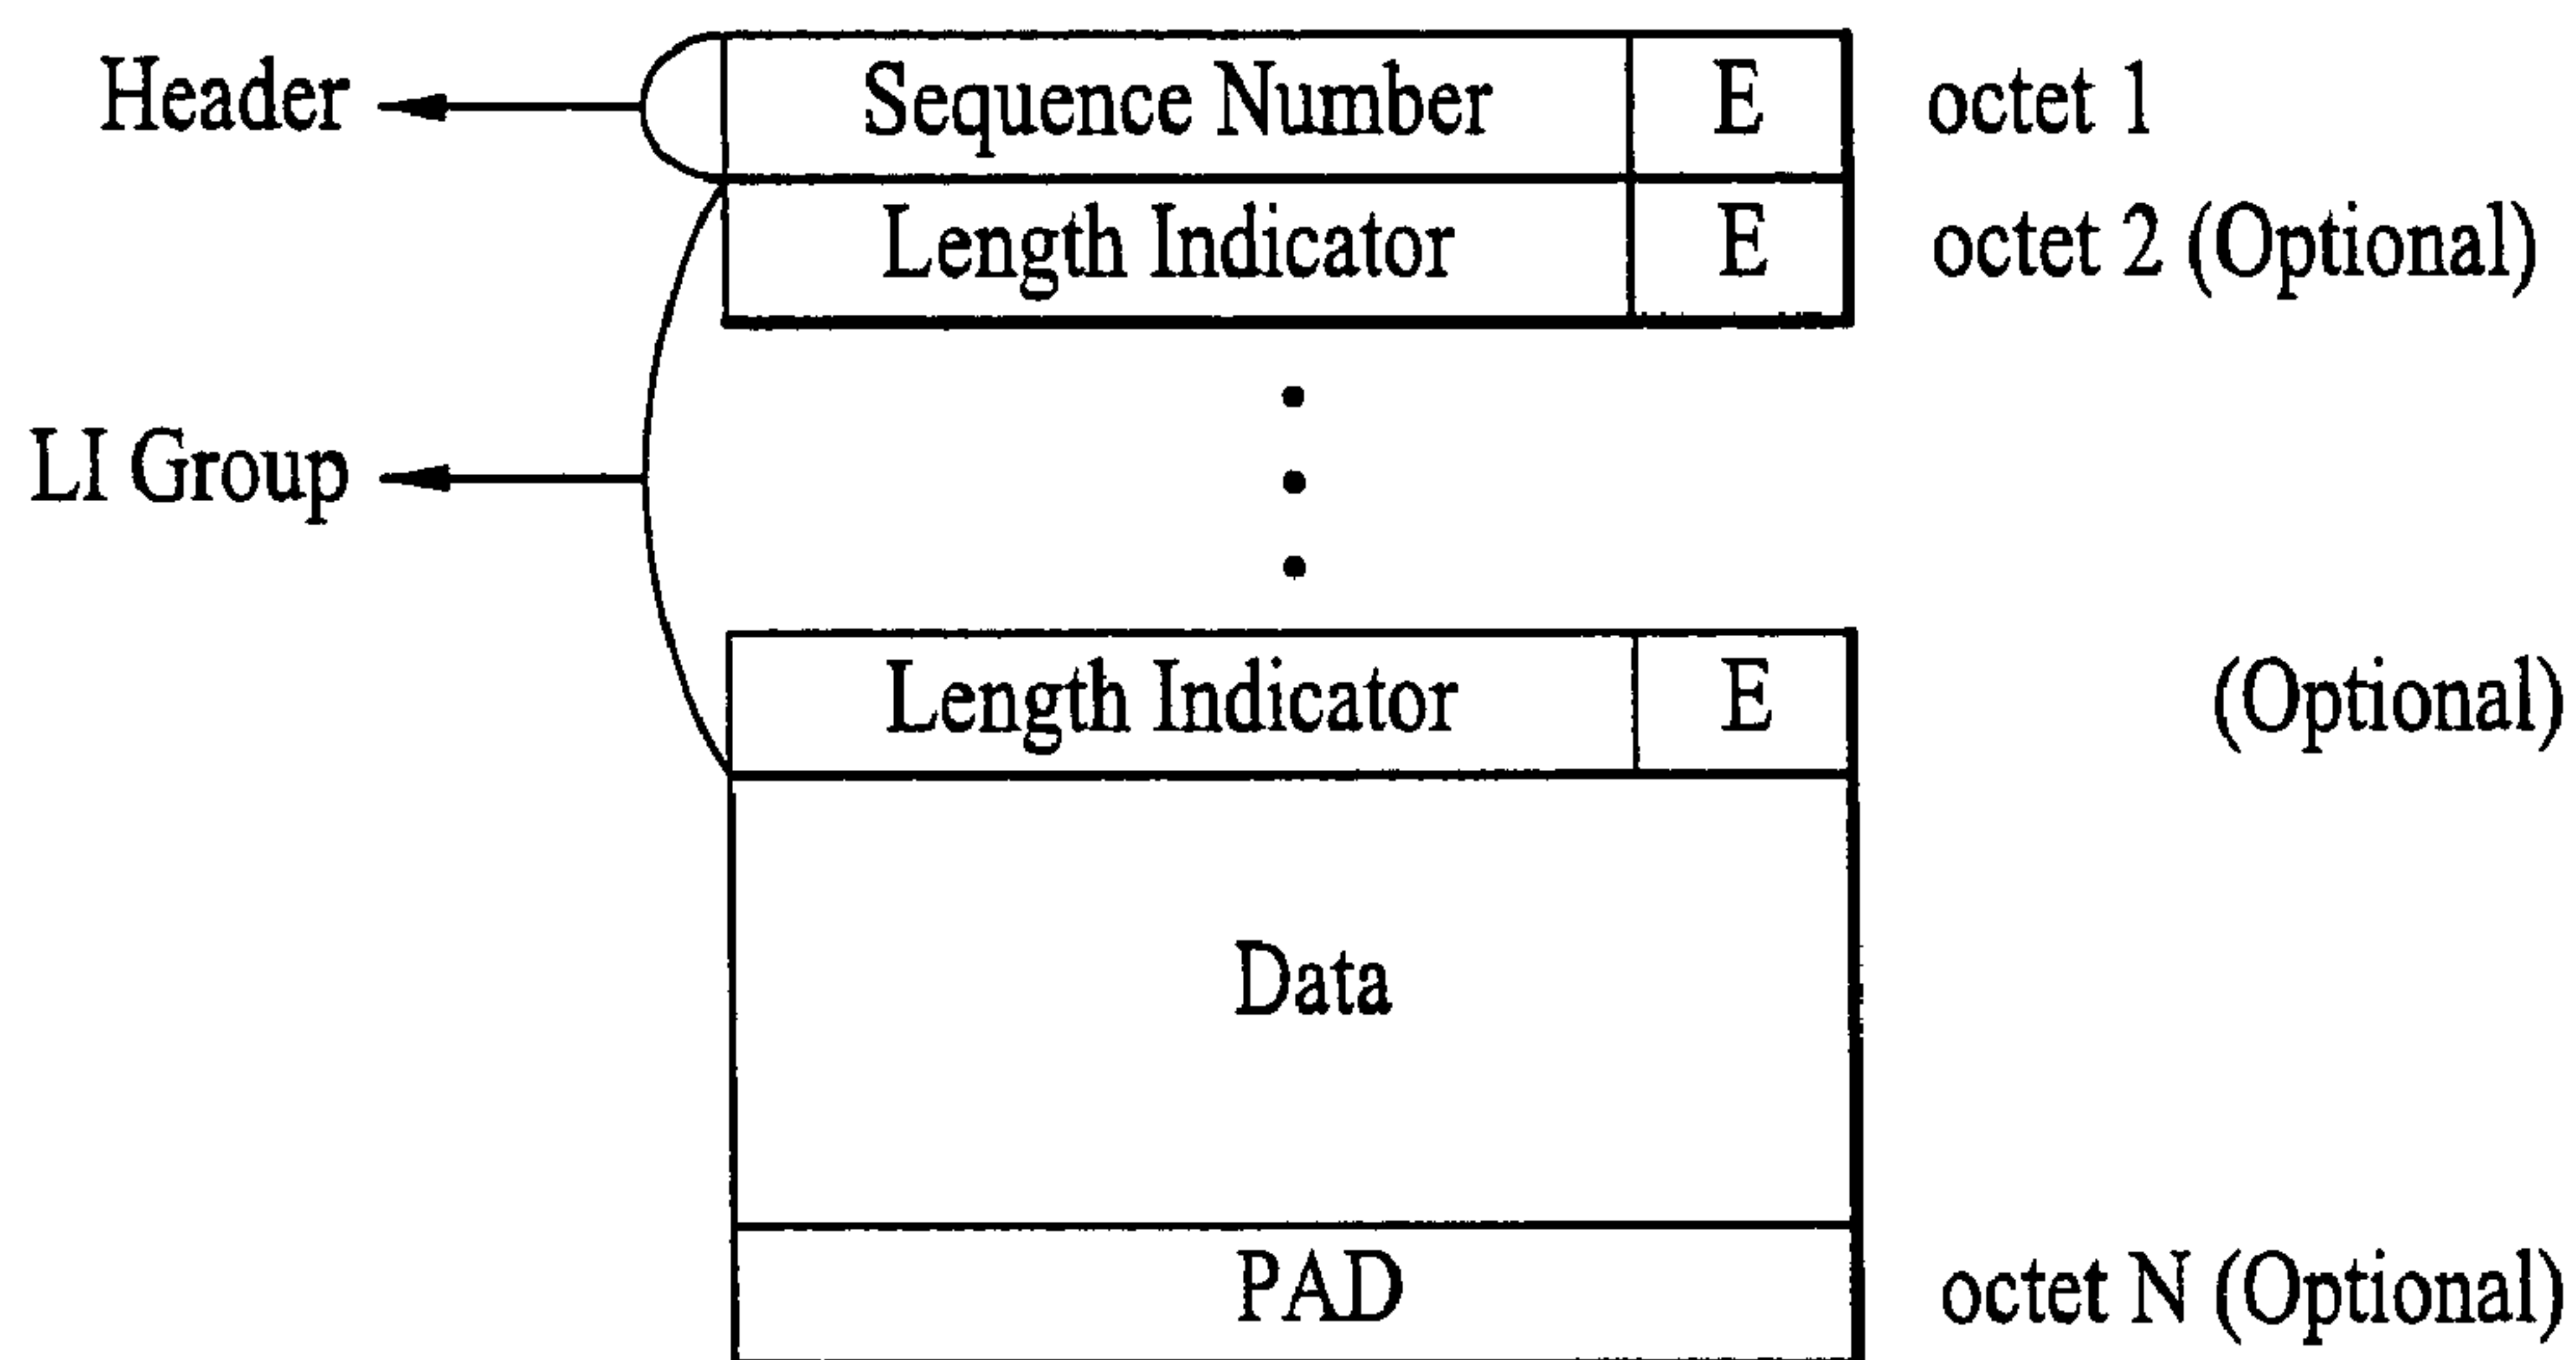 Header Sequence Number E octet 1
Length Indicator E octet 2 (Optional)
LI Group
Length Indicator E (Optional)
Data
PAD octet N (Optional)